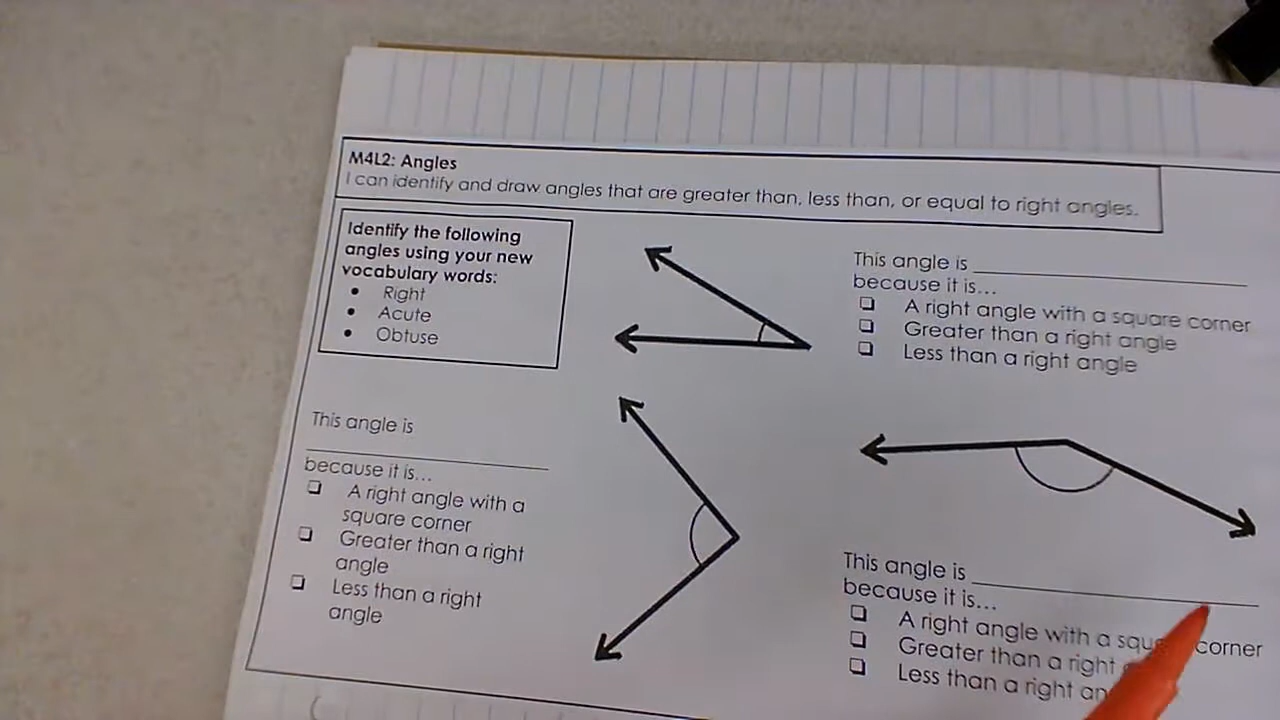 M4L2: Angles
I can identify and draw angles that are greater than, less than, or equal to right angles.
Identify the following
angles using your new
vocabulary words:
• Right
• Acute
• Obtuse
This angle is ____________________
because it is...
❏ A right angle with a square corner
❏ Greater than a right angle
❏ Less than a right angle
This angle is
____________________
because it is...
❏ A right angle with a
square corner
❏ Greater than a right
angle
❏ Less than a right
angle
This angle is ____________________
because it is...
❏ A right angle with a corner
❏ Greater than a right
❏ Less than a right